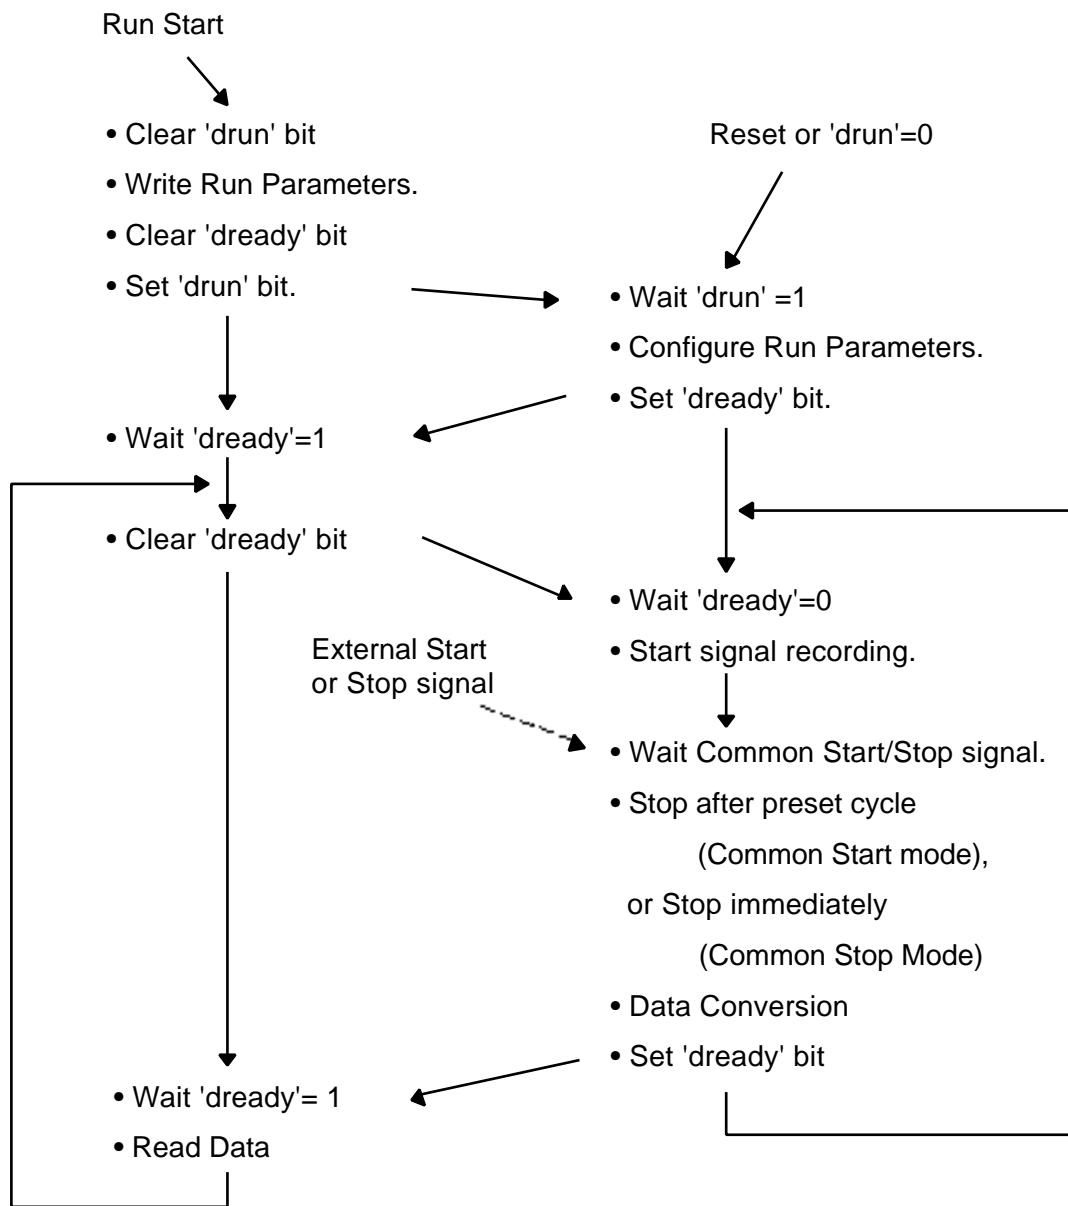 Run Start
• Clear 'drun' bit
• Write Run Parameters.
• Clear 'dready' bit
• Set 'drun' bit.
• Wait 'dready'=1
• Clear 'dready' bit
External Start
or Stop signal
• Wait 'dready'= 1
• Read Data
Reset or 'drun'=0
• Wait 'drun' =1
• Configure Run Parameters.
• Set 'dready' bit.
• Wait 'dready'=0
• Start signal recording.
• Wait Common Start/Stop signal.
• Stop after preset cycle
(Common Start mode),
or Stop immediately
(Common Stop Mode)
• Data Conversion
• Set 'dready' bit